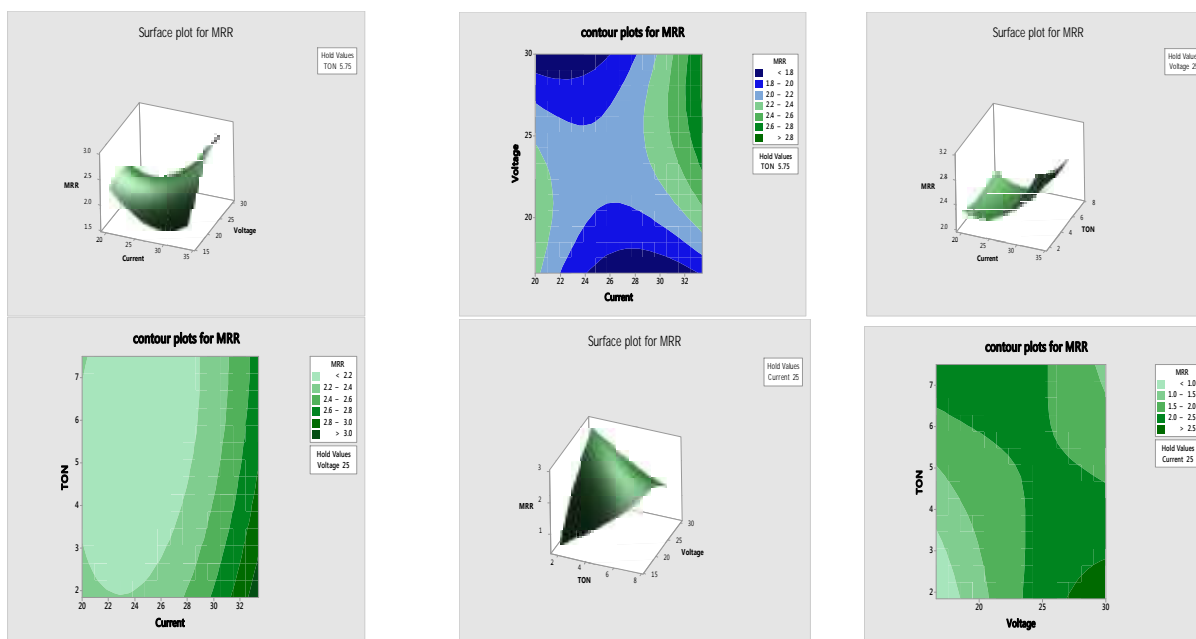 Surface plot for MRR
Hold Values
TON 5.75
3.0
2.5
2.0
1.5
MRR
20
25
30
35
Current
15
20
25
30
Voltage
contour plots for MRR
30
25
20
Voltage
20 22 24 26 28 30 32
Current
MRR
< 1.8
1.8 – 2.0
2.0 – 2.2
2.2 – 2.4
2.4 – 2.6
2.6 – 2.8
> 2.8
Hold Values
TON 5.75
Surface plot for MRR
Hold Values
Voltage
3.2
2.8
2.4
2.0
MRR
20
25
30
35
Current
2
4
6
8
TON
contour plots for MRR
7
6
5
4
3
2
TON
20 22 24 26 28 30 32
Current
MRR
< 2.2
2.2 – 2.4
2.4 – 2.6
2.6 – 2.8
2.8 – 3.0
> 3.0
Hold Values
Voltage 25
Surface plot for MRR
Hold Values
Current 25
3
2
1
MRR
2
4
6
8
TON
15
20
25
30
Voltage
contour plots for MRR
7
6
5
4
3
2
TON
20 25 30
Voltage
MRR
< 1.0
1.0 – 1.5
1.5 – 2.0
2.0 – 2.5
> 2.5
Hold Values
Current 25